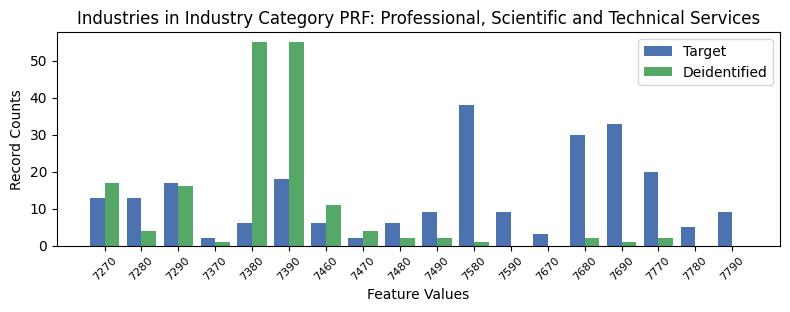 Industries in Industry Category PRF: Professional, Scientific and Technical Services
Target
Deidentified
Record Counts
50
40
30
20
10
0
7270 7280 7290 7370 7380 7390 7460 7470 7480 7490 7580 7590 7670 7680 7690 7770 7780 7790
Feature Values